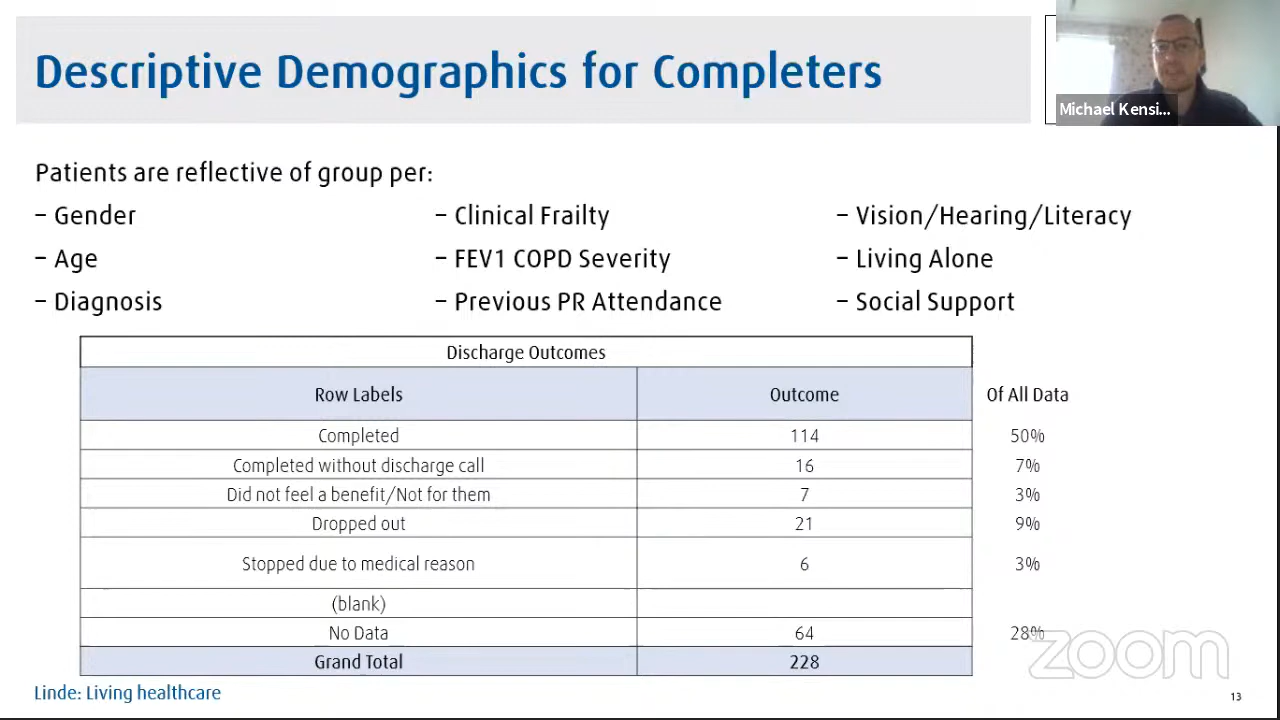 Descriptive Demographics for Completers
Michael Kensi...
Patients are reflective of group per:
– Gender
– Clinical Frailty
– Vision/Hearing/Literacy
– Age
– FEV1 COPD Severity
– Living Alone
– Diagnosis
– Previous PR Attendance
– Social Support
Discharge Outcomes
Row Labels Outcome Of All Data
Completed 114 50%
Completed without discharge call 16 7%
Did not feel a benefit/Not for them 7 3%
Dropped out 21 9%
Stopped due to medical reason 6 3%
(blank)
No Data 64 28%
Grand Total 228
zoom
Linde: Living healthcare
13